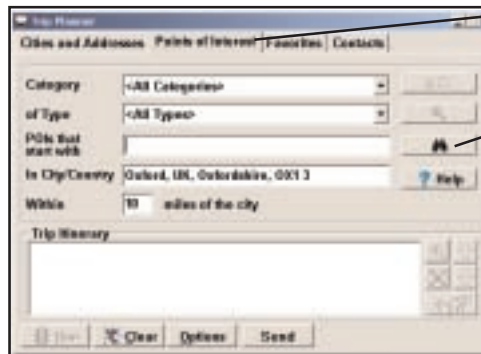 Trip Planner
Cities and Addresses Points of Interest Favorites Contacts
Category <All Categories>
of Type <All Types>
POIs that
start with
In City/Country Oxford, UK, Oxfordshire, OX1 3
Help
Within 10 miles of the city
Trip Itinerary
Clear Options Send